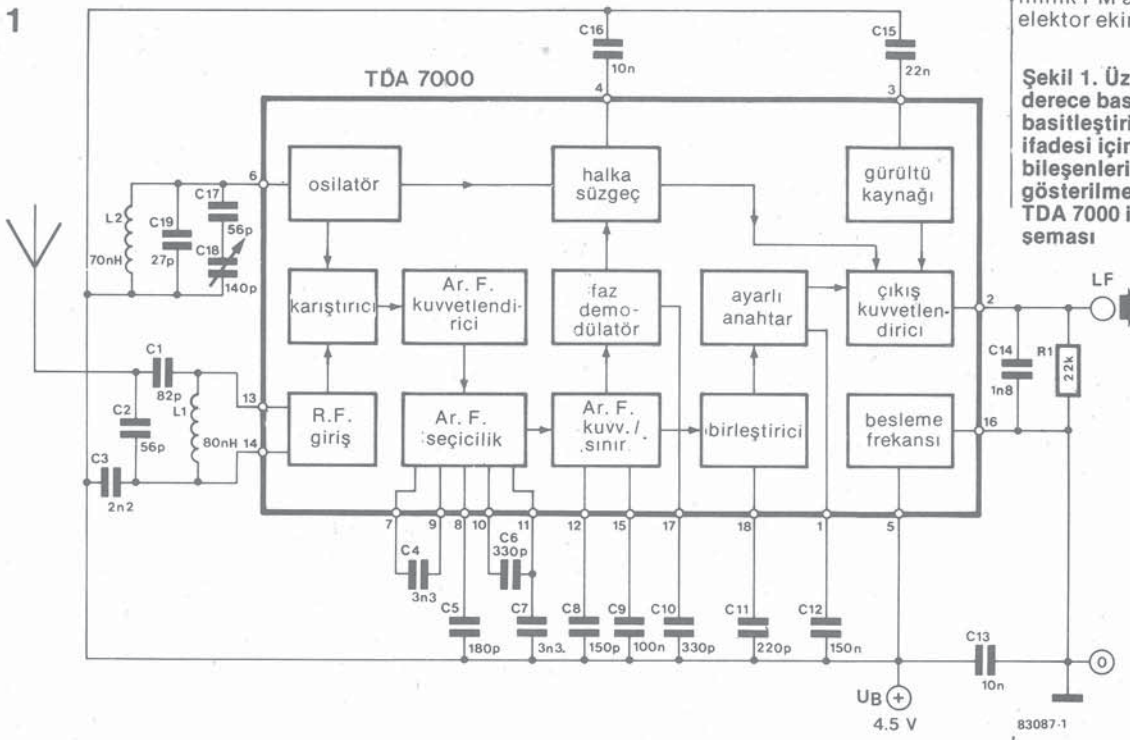 1
elektor ekir
Şekil 1. Üz
derece bas
basitleştiri
ifadesi için
bileşenleri
gösterilme
TDA 7000 i
şeması
TDA 7000
C16
10n
4
C15
22n
3
6
osilatör
halka
süzgeç
gürültü
kaynağı
L2
70nH
C19
27p
C17
56p
C18
140p
karıştırıcı
Ar. F.
kuvvetlendi-
rici
faz
demo-
dülatör
ayarlı
anahtar
çıkış
kuvvetlen-
dirici
2
LF
C14
1n8
R1
22k
C1
82p
C2
56p
L1
80nH
C3
2n2
13
14
R.F.
giriş
Ar. F.
seçicilik
Ar. F.
kuvv./
sınır.
birleştirici
besleme
frekansı
16
7
9
8
10
11
12
15
17
18
1
5
C4
3n3
C6
330p
C5
180p
C7
3n3.
C8
150p
C9
100n
C10
330p
C11
220p
C12
150n
C13
10n
0
UB +
4.5 V
83087-1